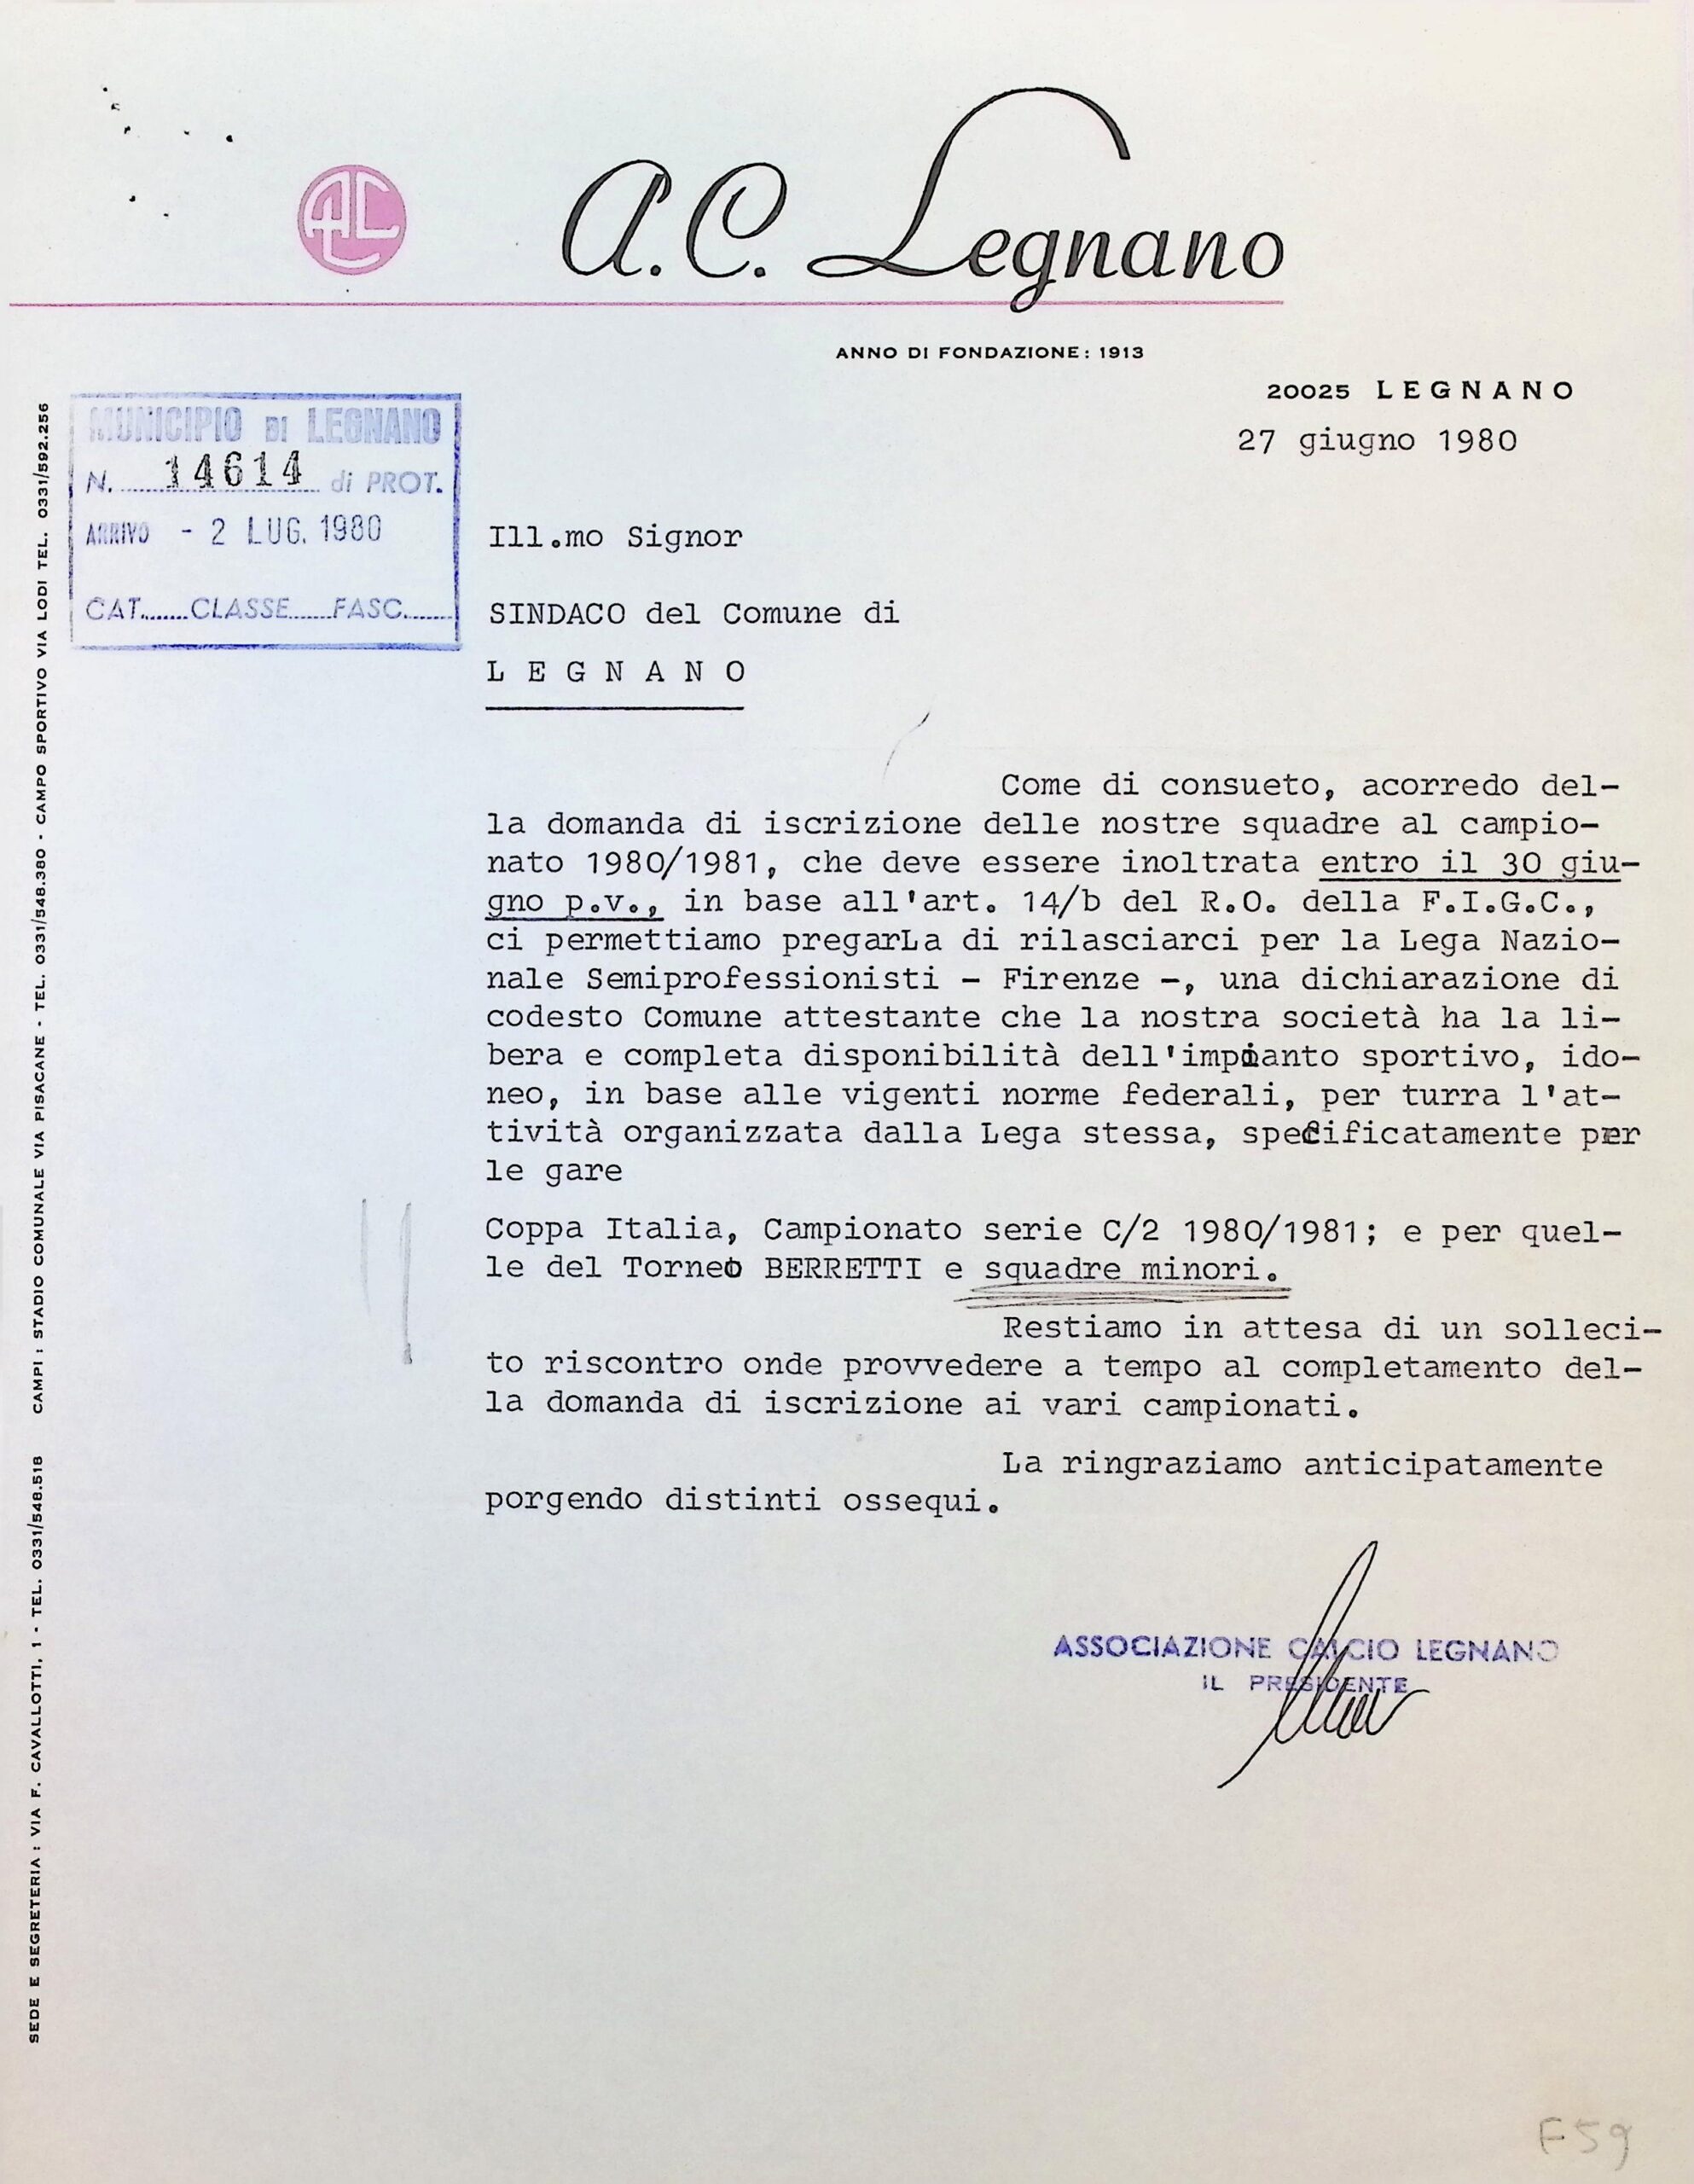 ALC
A.C. Legnano
ANNO DI FONDAZIONE: 1913
20025 LEGNANO
27 giugno 1980
MUNICIPIO DI LEGNANO
N. 14614 di PROT.
ARRIVO - 2 LUG. 1980
CAT. CLASSE FASC.
Ill.mo Signor
SINDACO del Comune di
L E G N A N O
Come di consueto, acorredo del-
la domanda di iscrizione delle nostre squadre al campio-
nato 1980/1981, che deve essere inoltrata entro il 30 giu-
gno p.v., in base all'art. 14/b del R.O. della F.I.G.C.,
ci permettiamo pregarLa di rilasciarci per la Lega Nazio-
nale Semiprofessionisti - Firenze -, una dichiarazione di
codesto Comune attestante che la nostra società ha la li-
bera e completa disponibilità dell'impianto sportivo, ido-
neo, in base alle vigenti norme federali, per turra l'at-
tività organizzata dalla Lega stessa, specificatamente per
le gare
Coppa Italia, Campionato serie C/2 1980/1981; e per quel-
le del Torneo BERRETTI e squadre minori.
Restiamo in attesa di un solleci-
to riscontro onde provvedere a tempo al completamento del-
la domanda di iscrizione ai vari campionati.
La ringraziamo anticipatamente
porgendo distinti ossequi.
ASSOCIAZIONE CALCIO LEGNANO
IL PRESIDENTE
SEDE E SEGRETERIA : VIA F. CAVALLOTTI, 1 - TEL. 0331/548.518 CAMPI : STADIO COMUNALE VIA PISACANE - TEL. 0331/548.380 - CAMPO SPORTIVO VIA LODI TEL. 0331/592.256
F59